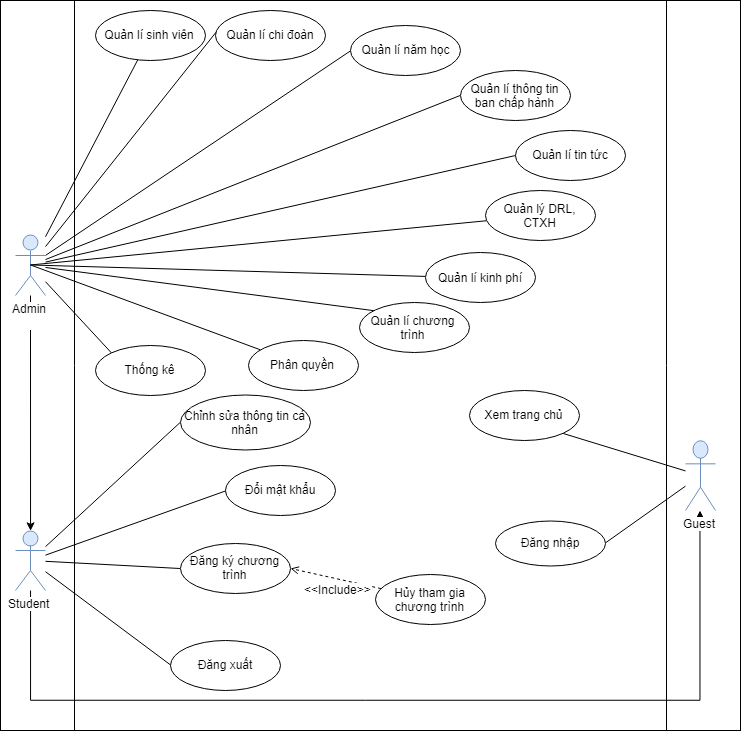 Quản lí sinh viên
Quản lí chi đoàn
Quản lí năm học
Quản lí thông tin
ban chấp hành
Quản lí tin tức
Quản lý DRL,
CTXH
Quản lí kinh phí
Admin
Quản lí chương
trình
Thống kê
Phân quyền
Chỉnh sửa thông tin cá
nhân
Xem trang chủ
Đổi mật khẩu
Guest
Đăng nhập
Đăng ký chương
trình
<<Include>>
Hủy tham gia
chương trình
Student
Đăng xuất